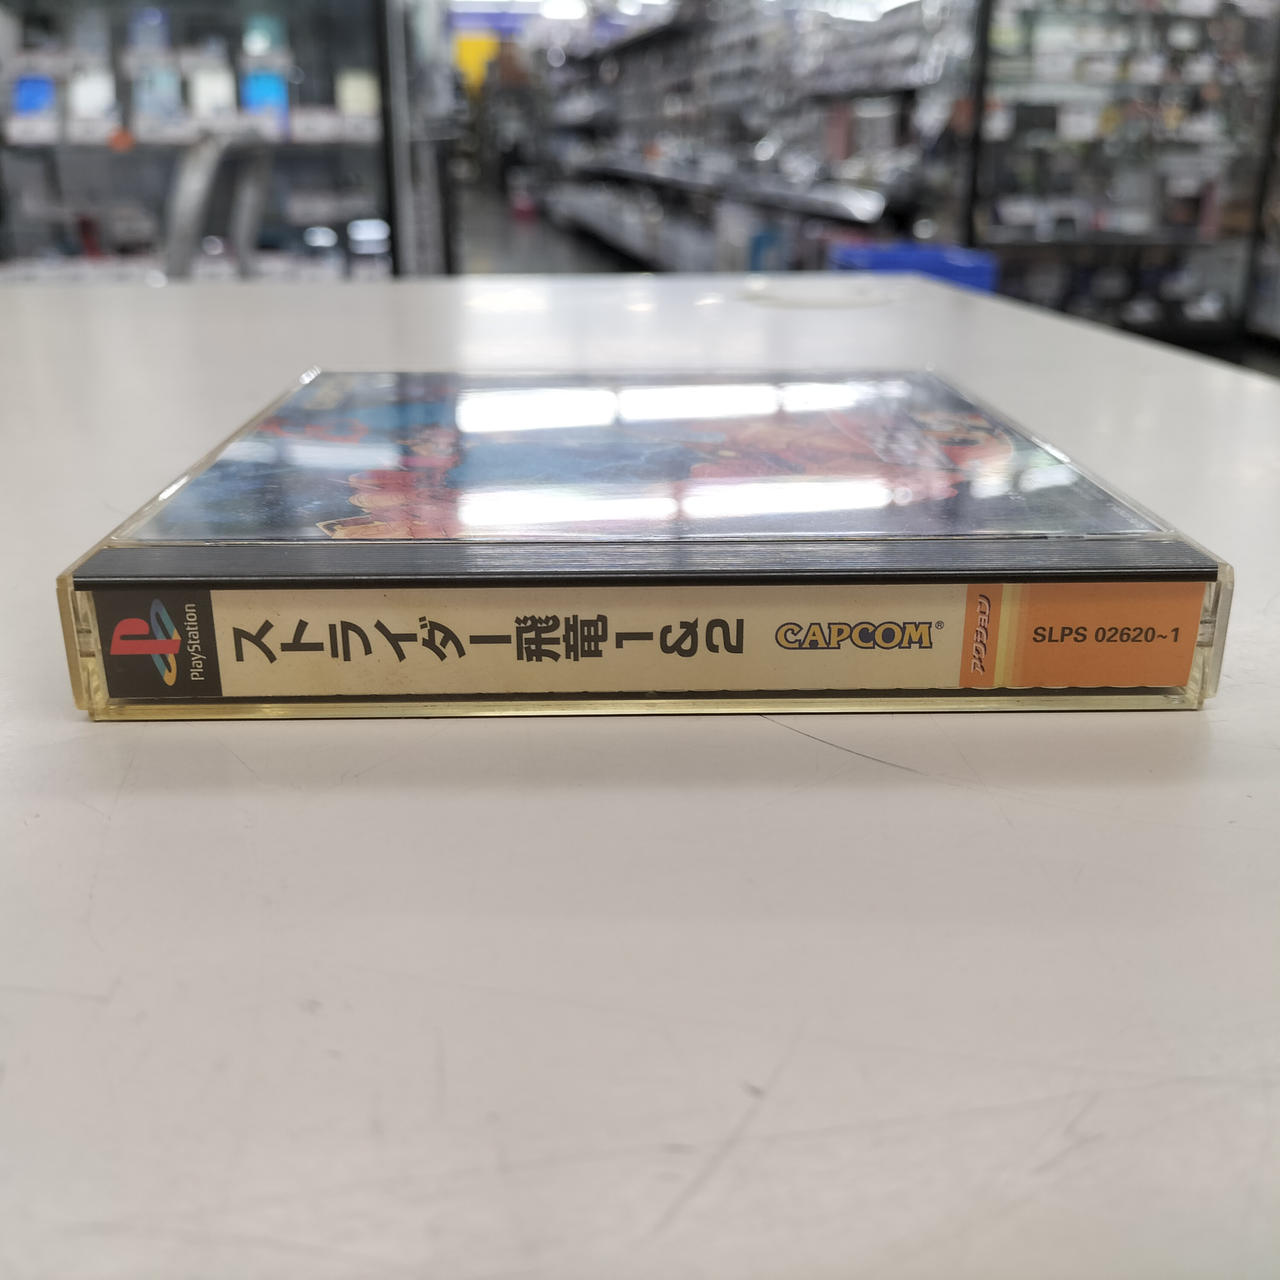 PlayStation
ストライダー飛竜1&2
CAPCOM®
アクション
SLPS 02620~1